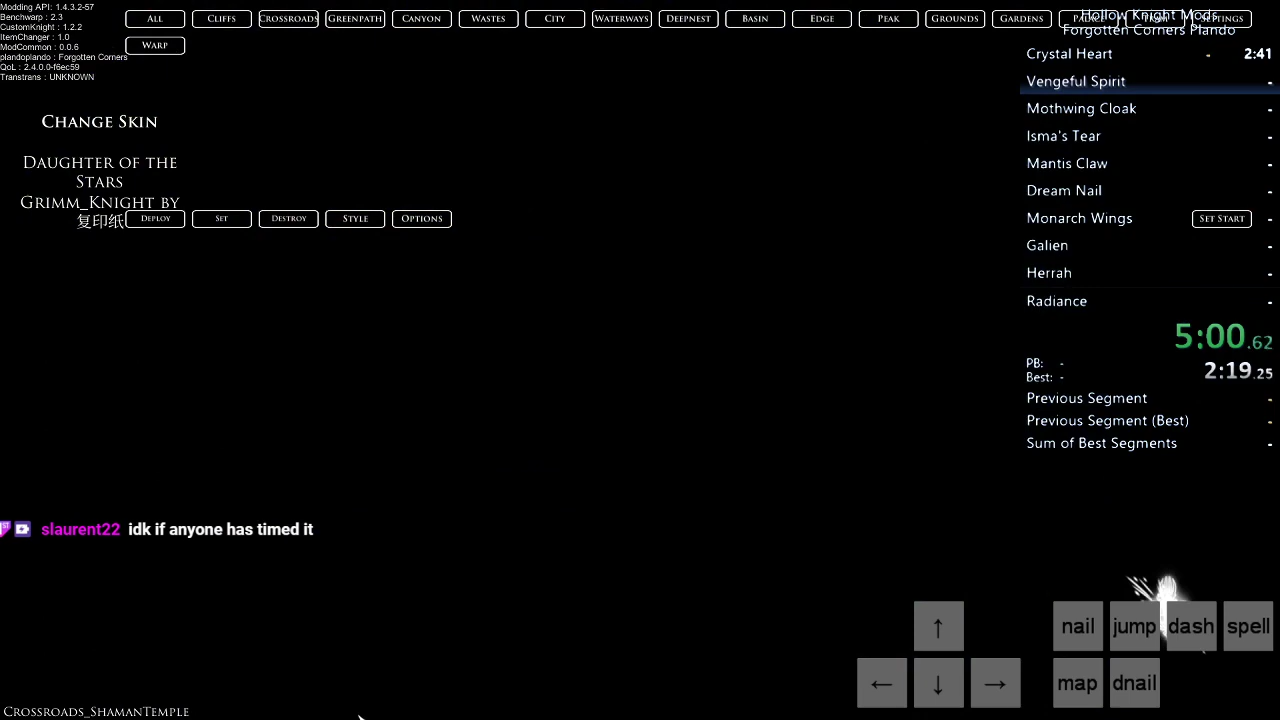 Modding API: 1.4.3.2-57
Benchwarp : 2.3
CustomKnight : 1.2.2
ItemChanger : 1.0
ModCommon : 0.0.6
plandoplando : Forgotten Corners
QoL : 2.4.0.0-f6ec59
Transtrans : UNKNOWN
ALL CLIFFS CROSSROADS GREENPATH CANYON WASTES CITY WATERWAYS DEEPNEST BASIN EDGE PEAK GROUNDS GARDENS
WARP
Hollow Knight Mods
Forgotten Corners Plando
Crystal Heart - 2:41
Vengeful Spirit -
Mothwing Cloak -
Isma's Tear -
Mantis Claw -
Dream Nail -
Monarch Wings SET START -
Galien -
Herrah -
Radiance -
5:00.62
PB: - 
Best: - 2:19.25
Previous Segment -
Previous Segment (Best) -
Sum of Best Segments -
CHANGE SKIN
DAUGHTER OF THE
STARS
GRIMM_KNIGHT BY
复印纸
DEPLOY SET DESTROY STYLE OPTIONS
slaurent22 idk if anyone has timed it
↑ nail jump dash spell
← ↓ → map dnail
CROSSROADS_SHAMANTEMPLE